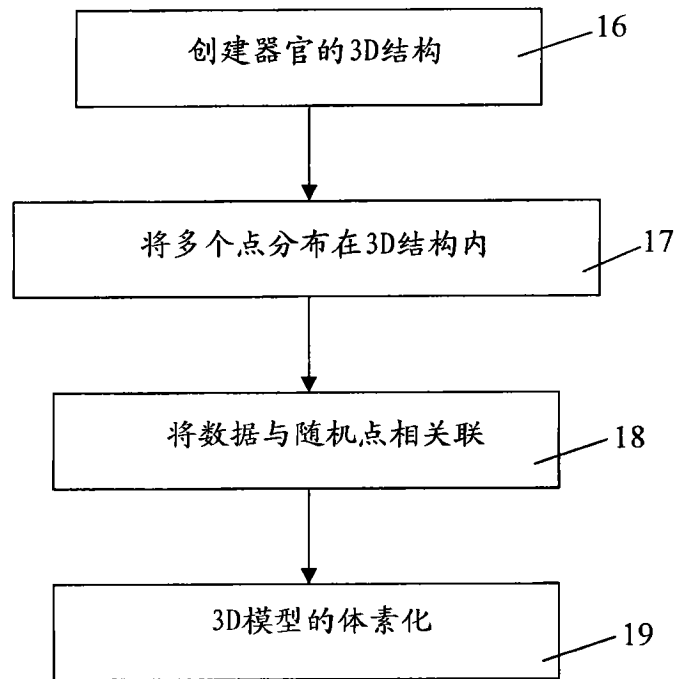 创建器官的3D结构
16
将多个点分布在3D结构内
17
将数据与随机点相关联
18
3D模型的体素化
19